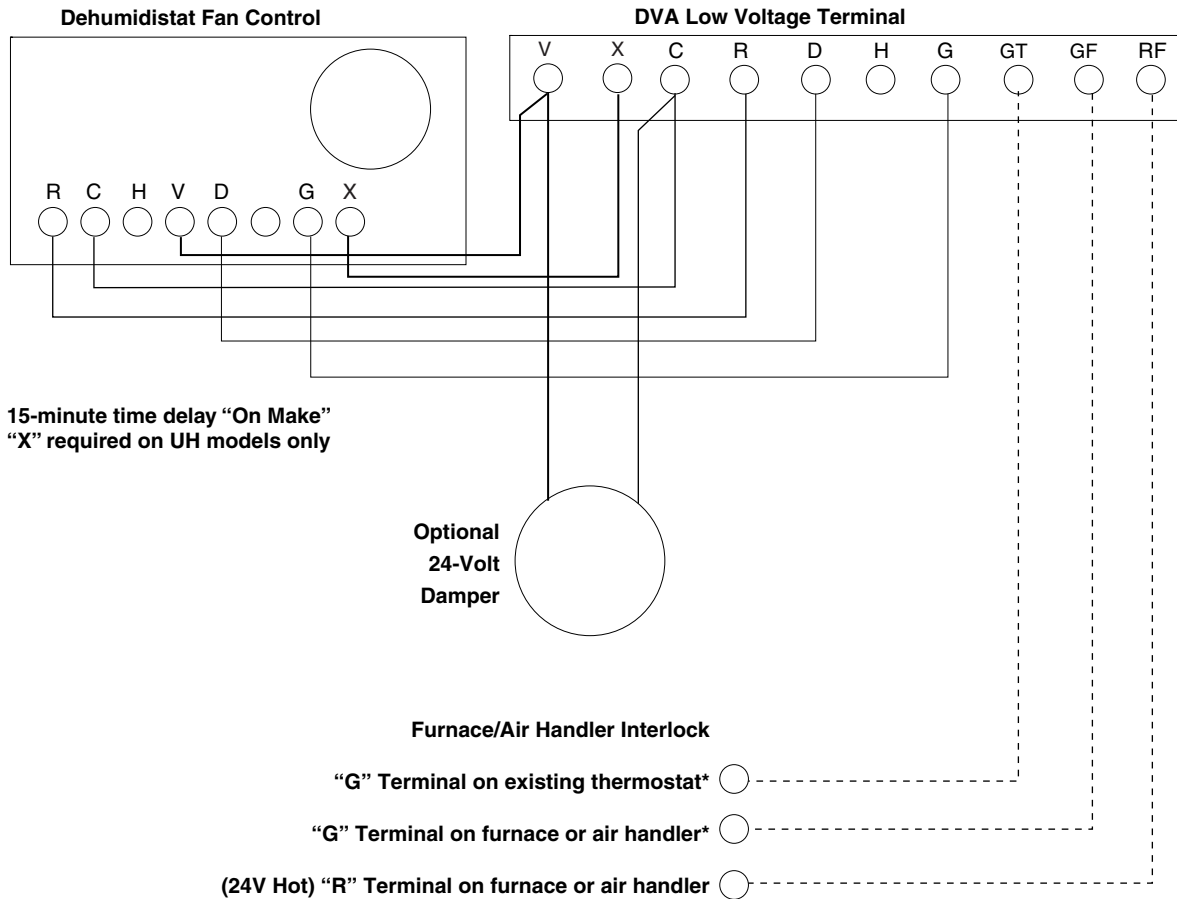 Dehumidistat Fan Control
DVA Low Voltage Terminal
V X C R D H G GT GF RF
R C H V D G X
15-minute time delay “On Make”
“X” required on UH models only
Optional
24-Volt
Damper
Furnace/Air Handler Interlock
“G” Terminal on existing thermostat*
“G” Terminal on furnace or air handler*
(24V Hot) “R” Terminal on furnace or air handler